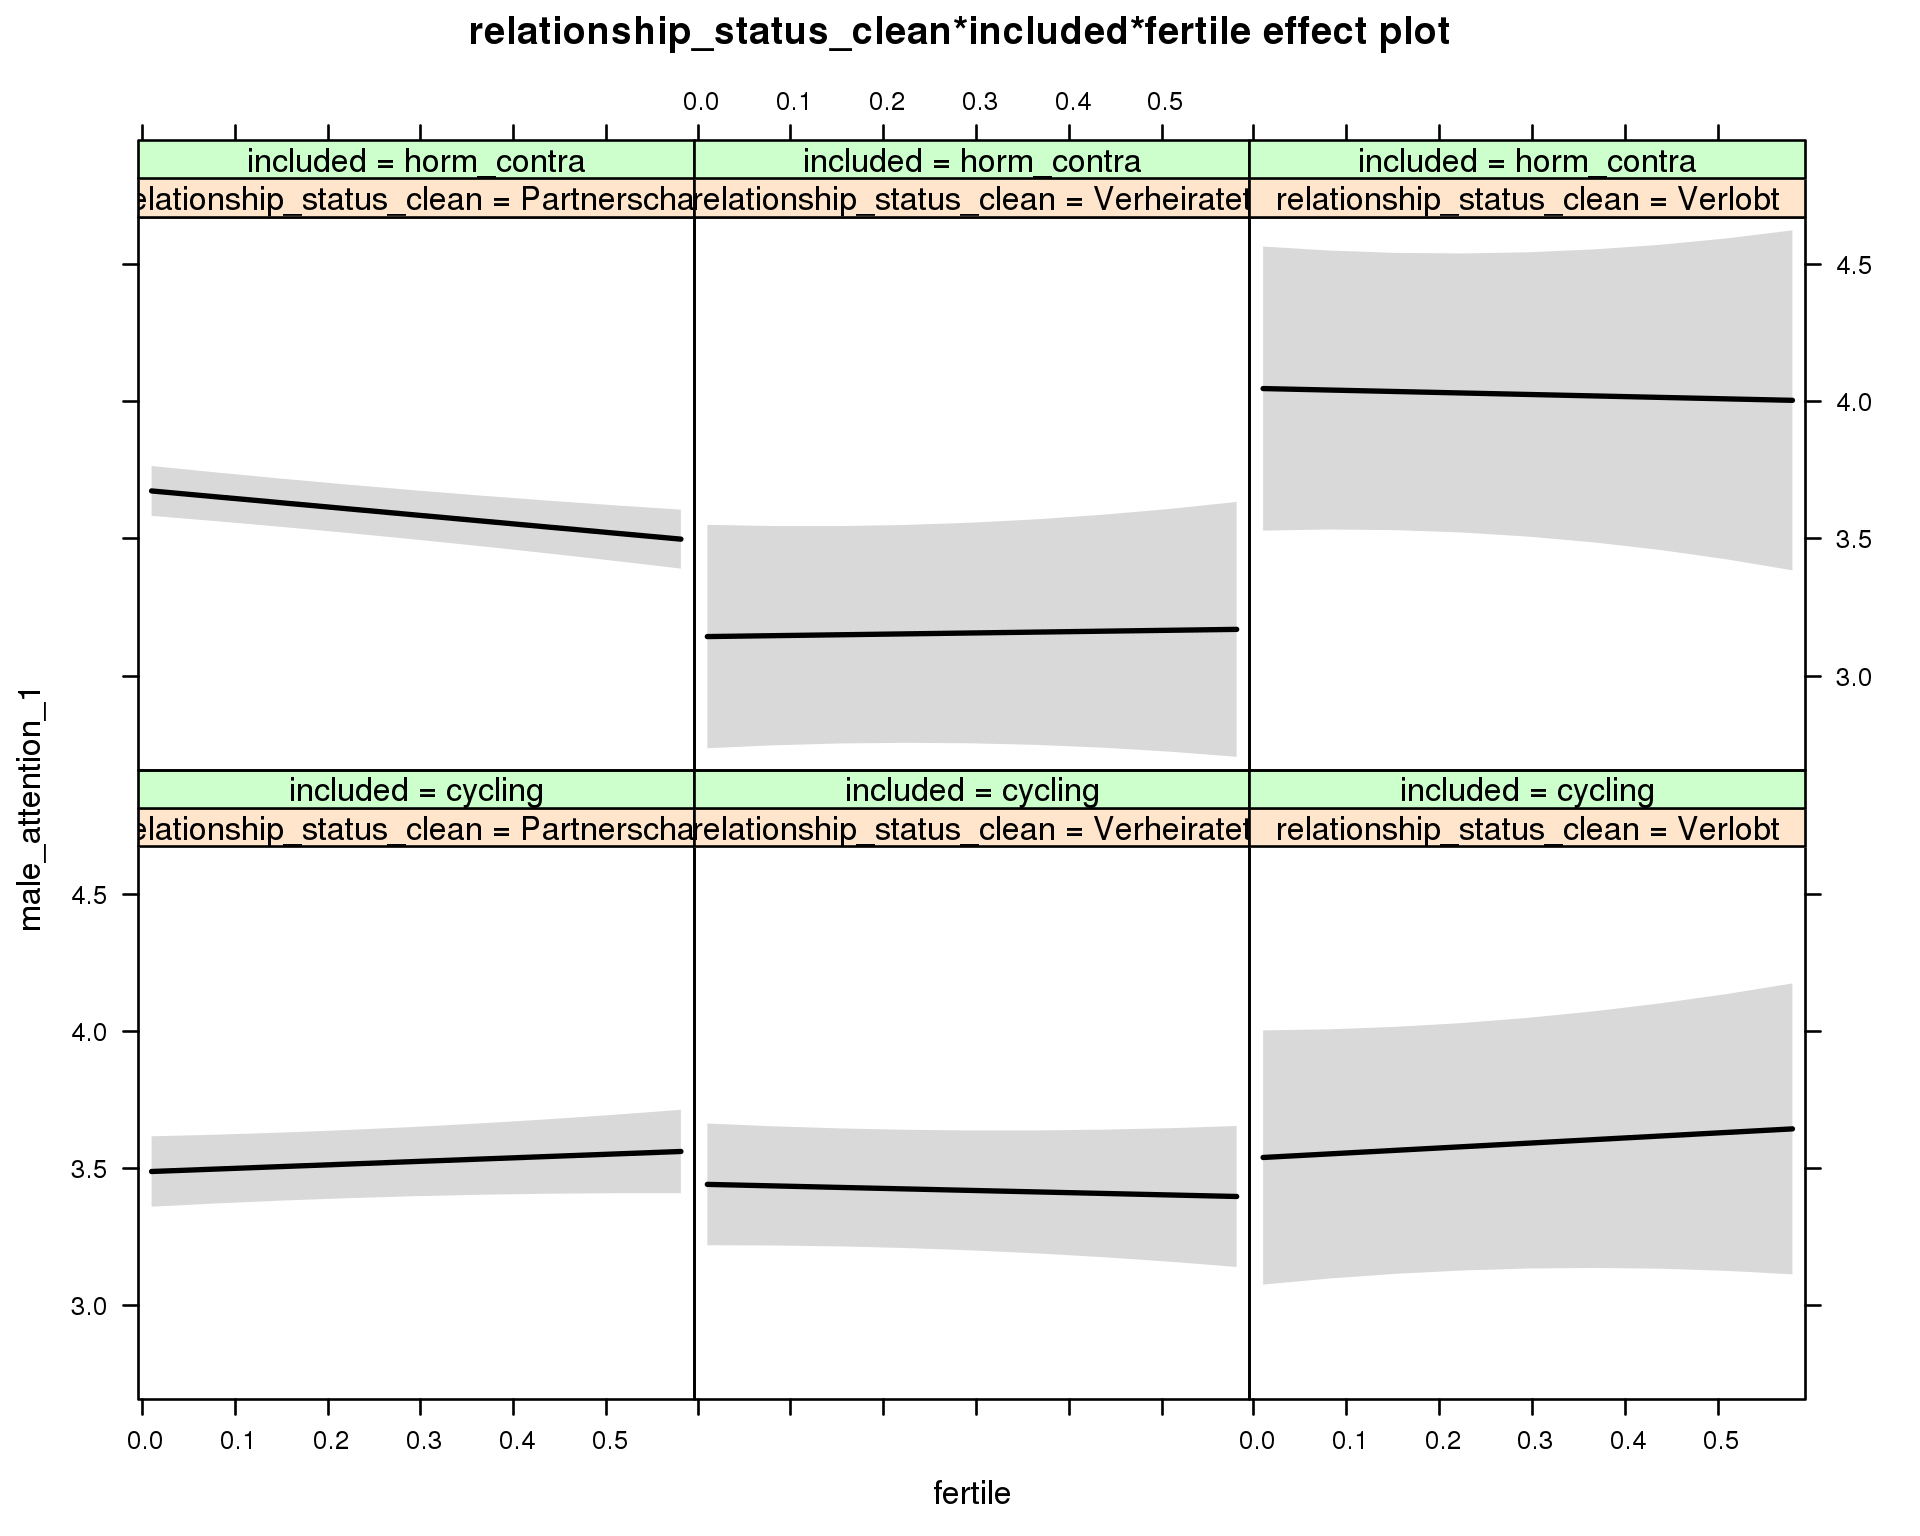 relationship_status_clean*included*fertile effect plot
0.0 0.1 0.2 0.3 0.4 0.5
included = horm_contra included = horm_contra included = horm_contra
elationship_status_clean = Partnerscha relationship_status_clean = Verheiratet relationship_status_clean = Verlobt
4.5
4.0
3.5
3.0
male_attention_1
included = cycling included = cycling included = cycling
elationship_status_clean = Partnerscha relationship_status_clean = Verheiratet relationship_status_clean = Verlobt
4.5
4.0
3.5
3.0
0.0 0.1 0.2 0.3 0.4 0.5 0.0 0.1 0.2 0.3 0.4 0.5
fertile